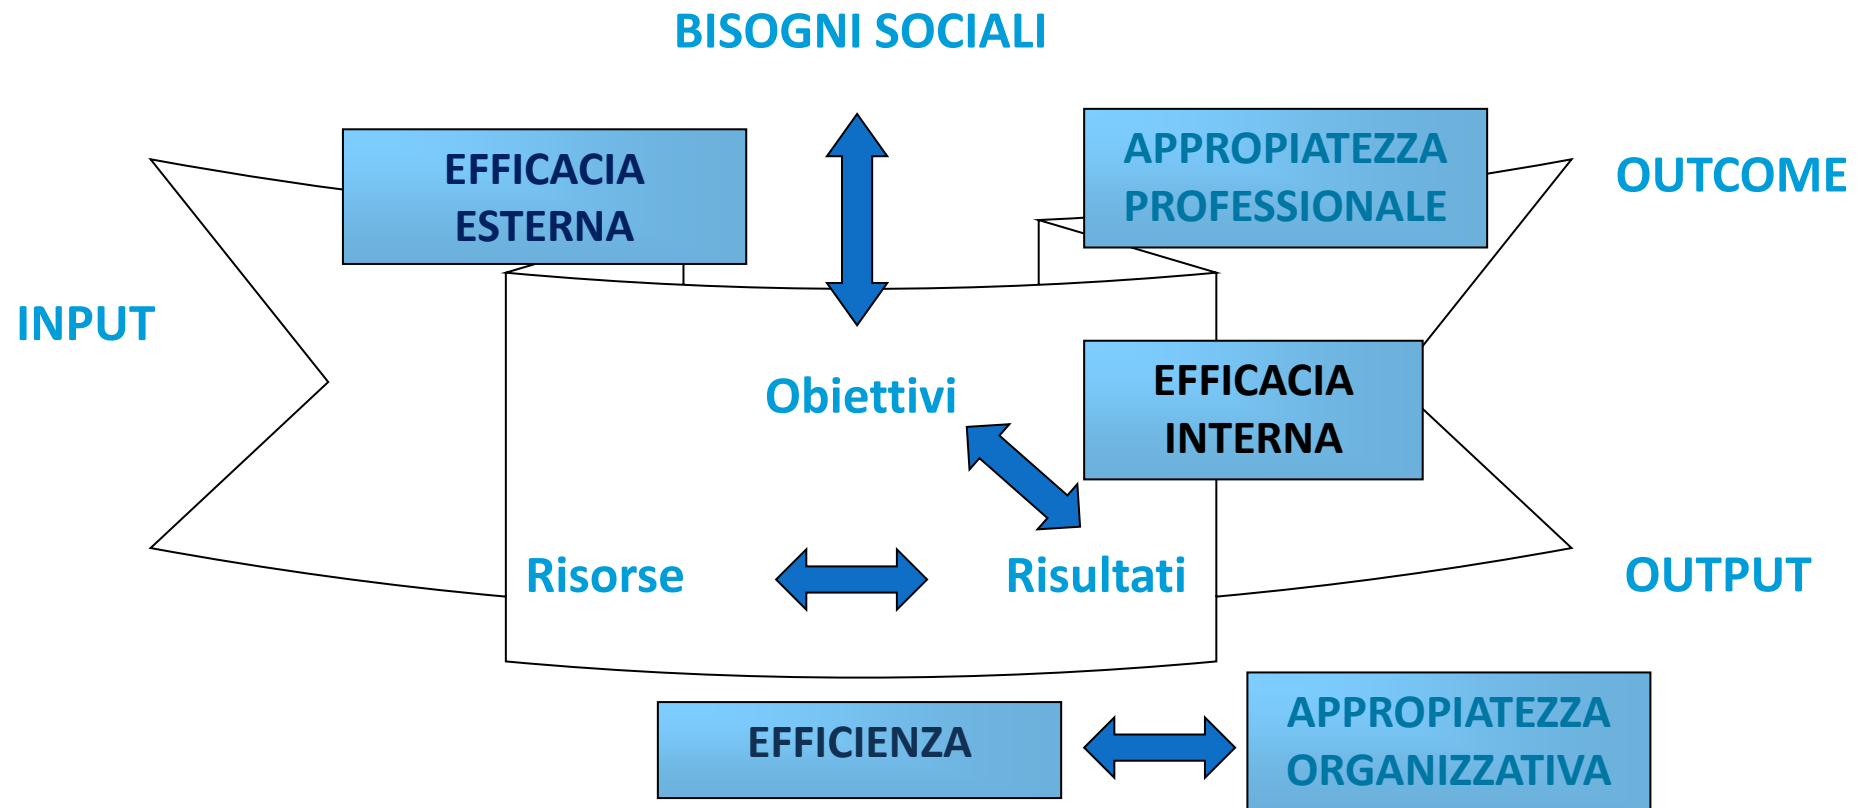 BISOGNI SOCIALI
EFFICACIA
ESTERNA
APPROPIATEZZA
PROFESSIONALE
OUTCOME
INPUT
Obiettivi
EFFICACIA
INTERNA
Risorse
Risultati
OUTPUT
EFFICIENZA
APPROPIATEZZA
ORGANIZZATIVA